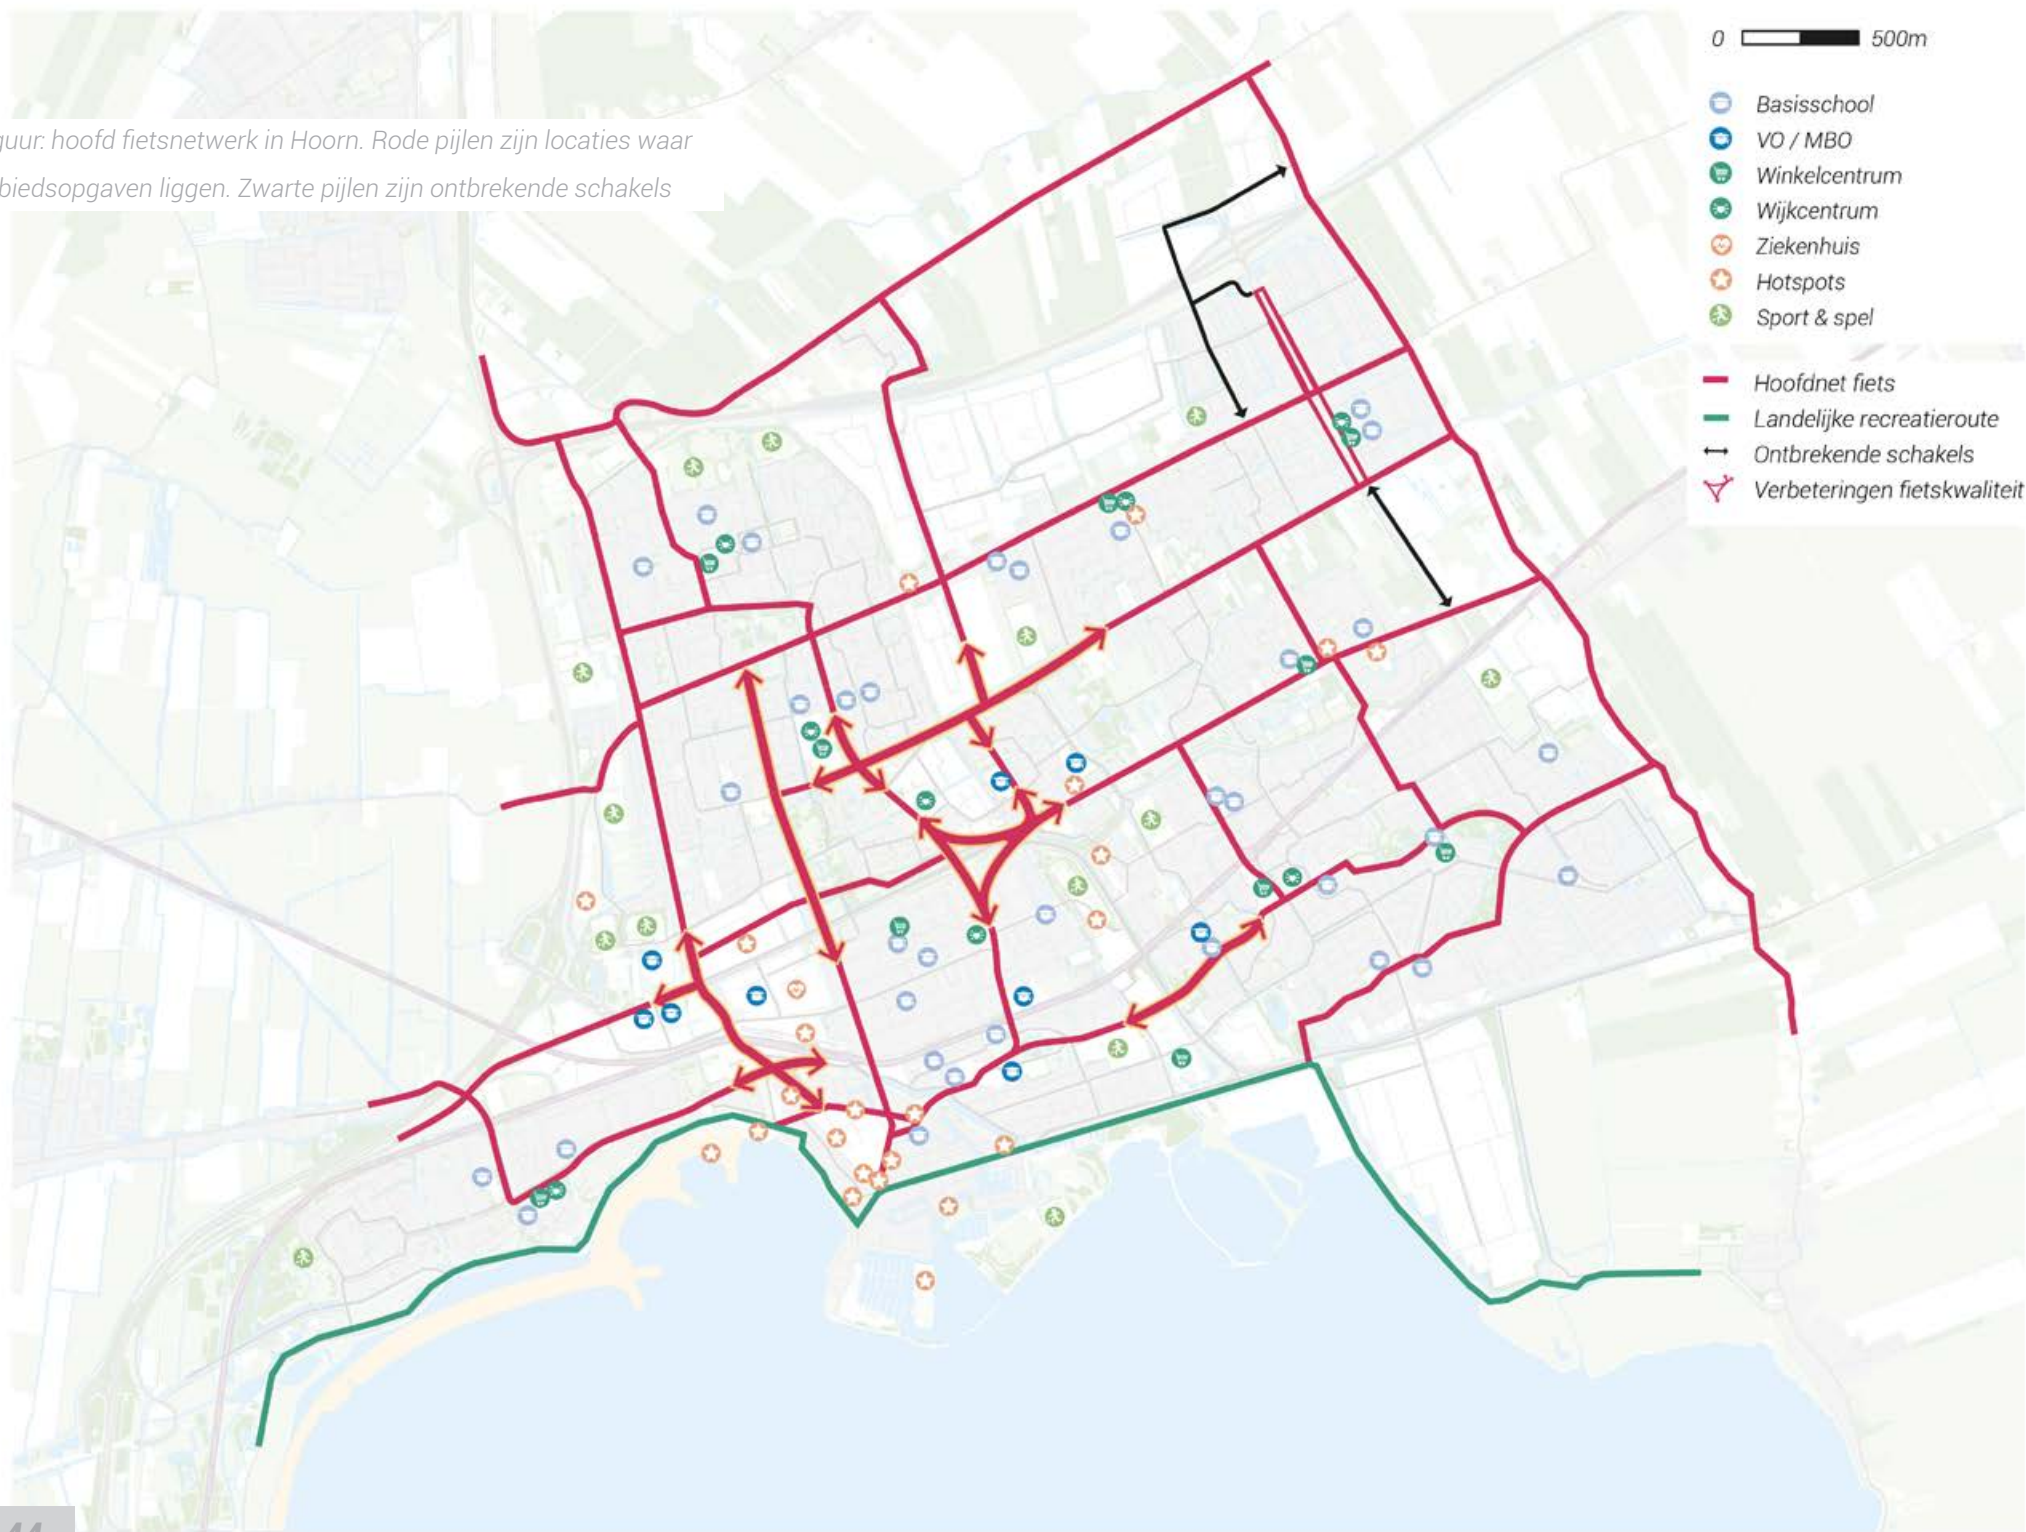 guur: hoofd fietsnetwerk in Hoorn. Rode pijlen zijn locaties waar
biedsopgaven liggen. Zwarte pijlen zijn ontbrekende schakels
0 500m
Basisschool
VO / MBO
Winkelcentrum
Wijkcentrum
Ziekenhuis
Hotspots
Sport & spel
Hoofdnet fiets
Landelijke recreatieroute
Ontbrekende schakels
Verbeteringen fietskwaliteit